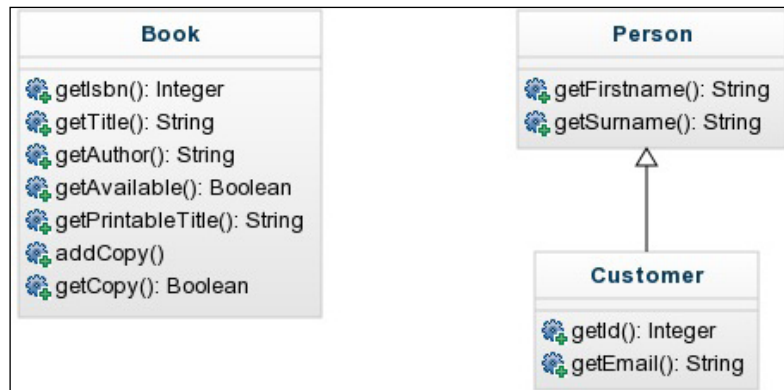 Book
getIsbn(): Integer
getTitle(): String
getAuthor(): String
getAvailable(): Boolean
getPrintableTitle(): String
addCopy()
getCopy(): Boolean
Person
getFirstname(): String
getSurname(): String
Customer
getId(): Integer
getEmail(): String